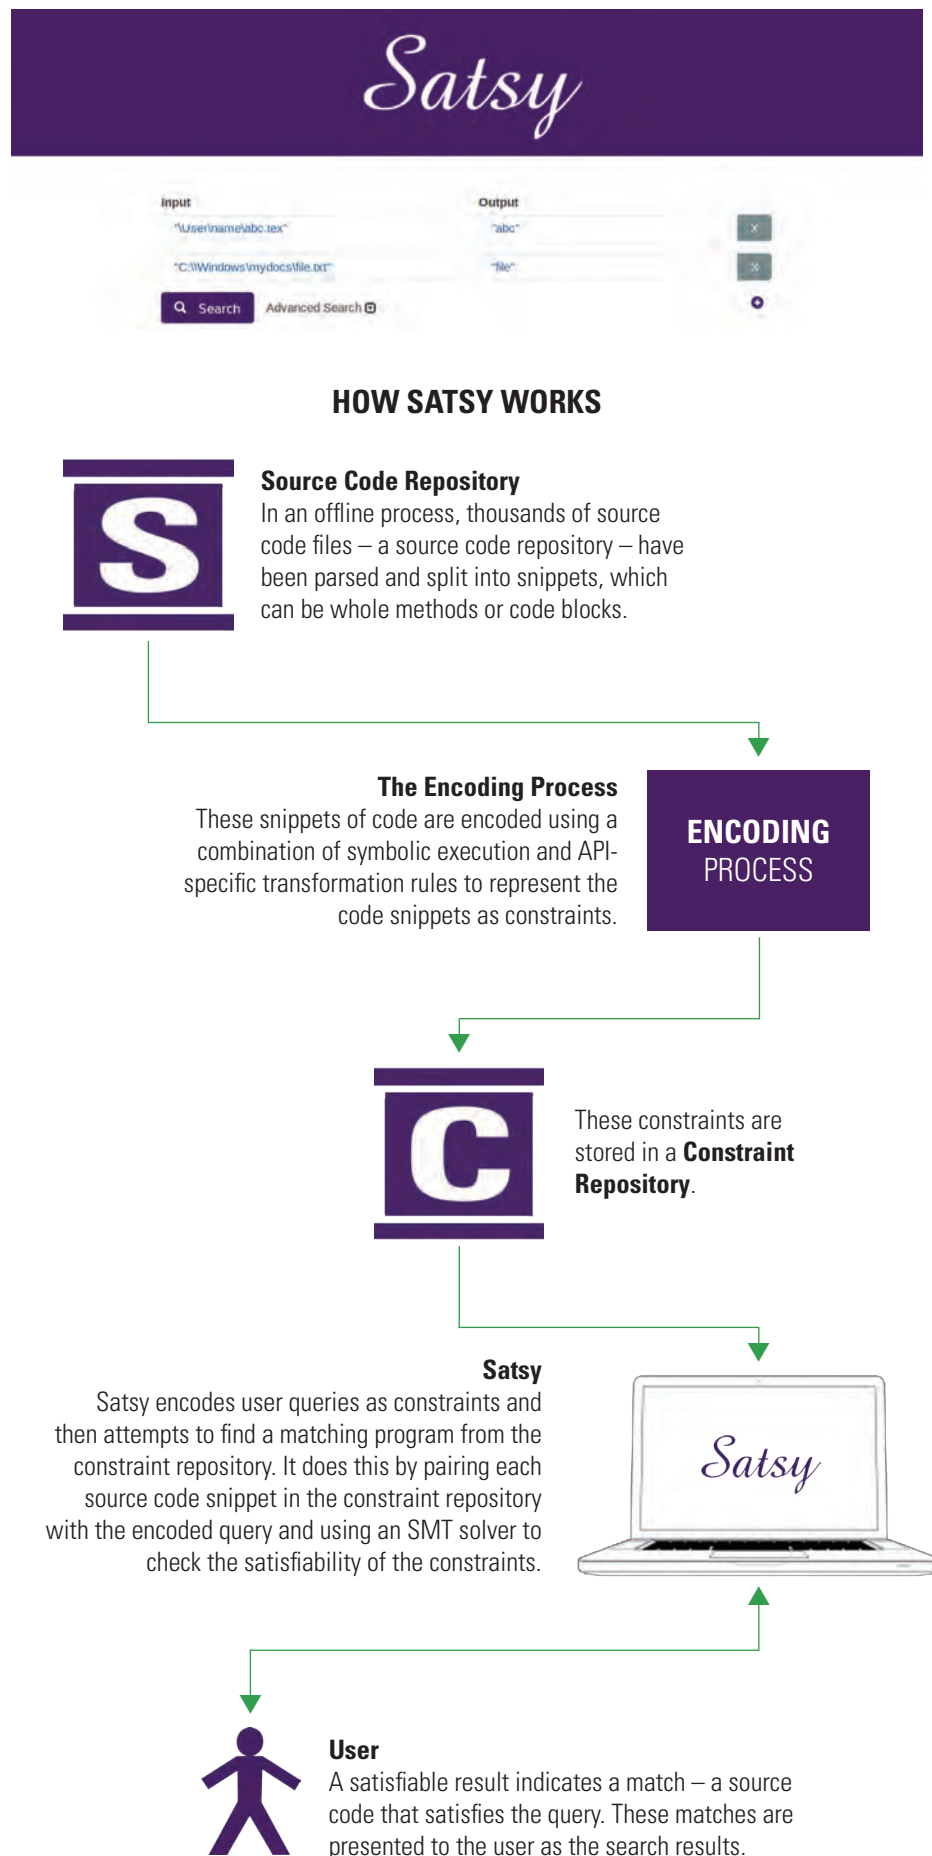 Satsy
Input Output
"\User\name\abc.tex" "abc" X
"C:\\Windows\mydocs\file.txt" "file" X
Search Advanced Search
HOW SATSY WORKS
S
Source Code Repository
In an offline process, thousands of source
code files – a source code repository – have
been parsed and split into snippets, which
can be whole methods or code blocks.
The Encoding Process
These snippets of code are encoded using a
combination of symbolic execution and API-
specific transformation rules to represent the
code snippets as constraints.
ENCODING
PROCESS
C
These constraints are
stored in a Constraint
Repository.
Satsy
Satsy encodes user queries as constraints and
then attempts to find a matching program from the
constraint repository. It does this by pairing each
source code snippet in the constraint repository
with the encoded query and using an SMT solver to
check the satisfiability of the constraints.
Satsy
User
A satisfiable result indicates a match – a source
code that satisfies the query. These matches are
presented to the user as the search results.